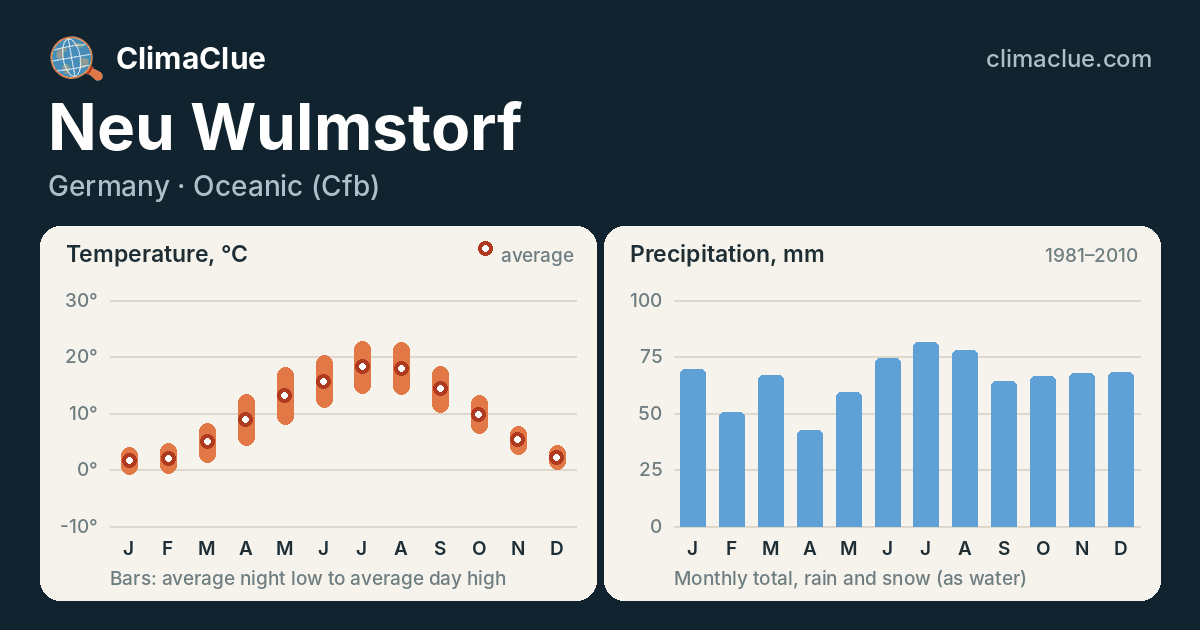 ClimaClue
climaclue.com
Neu Wulmstorf
Germany · Oceanic (Cfb)
Temperature, °C
average
30°
20°
10°
0°
-10°
J F M A M J J A S O N D
Bars: average night low to average day high
Precipitation, mm
1981–2010
100
75
50
25
0
J F M A M J J A S O N D
Monthly total, rain and snow (as water)